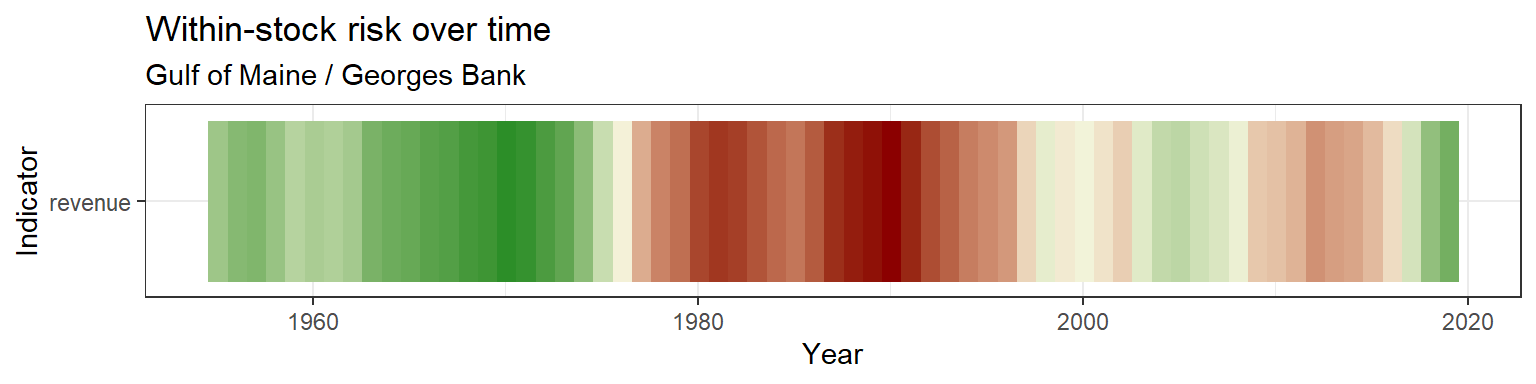 Within-stock risk over time
Gulf of Maine / Georges Bank
Indicator
revenue
1960 1980 2000 2020
Year